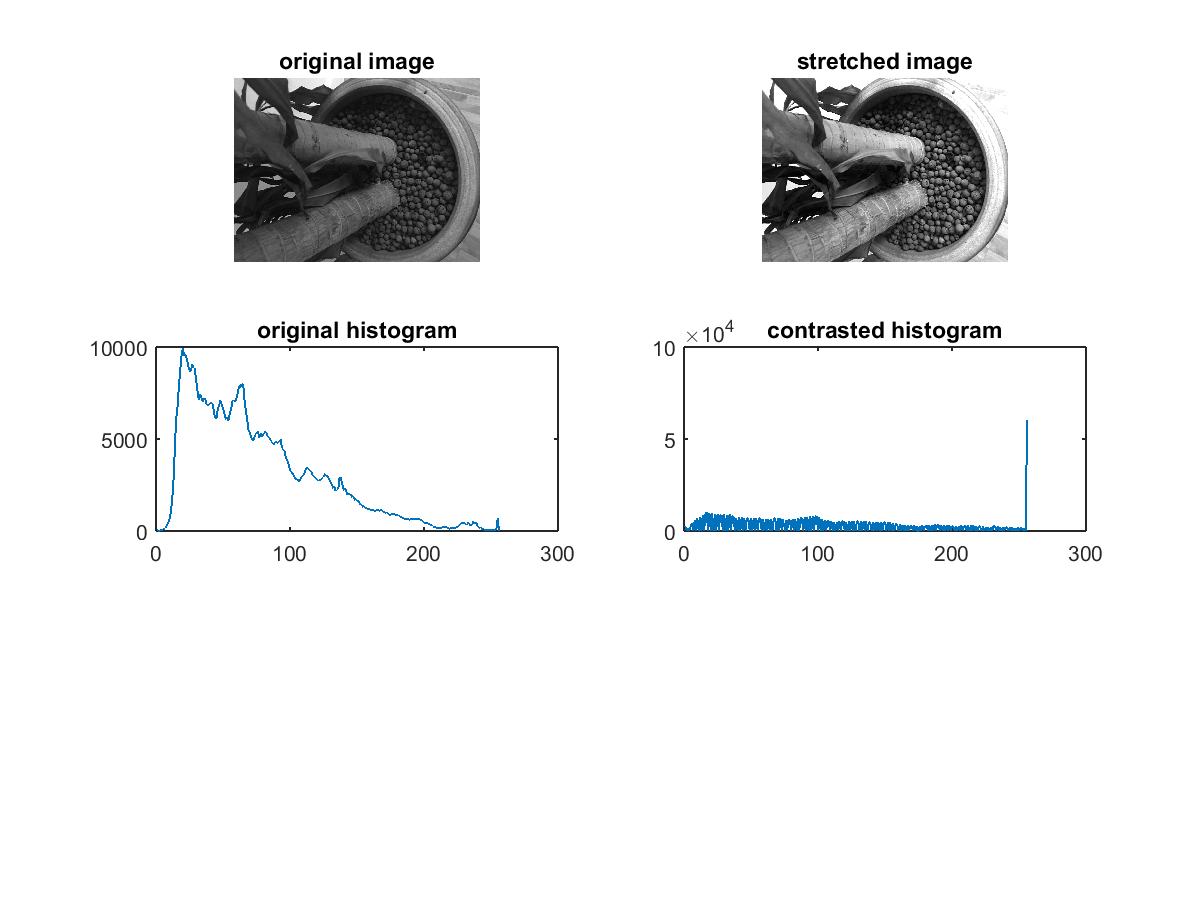 original image
stretched image
original histogram
10000
5000
0
0 100 200 300
×10^4 contrasted histogram
10
5
0
0 100 200 300